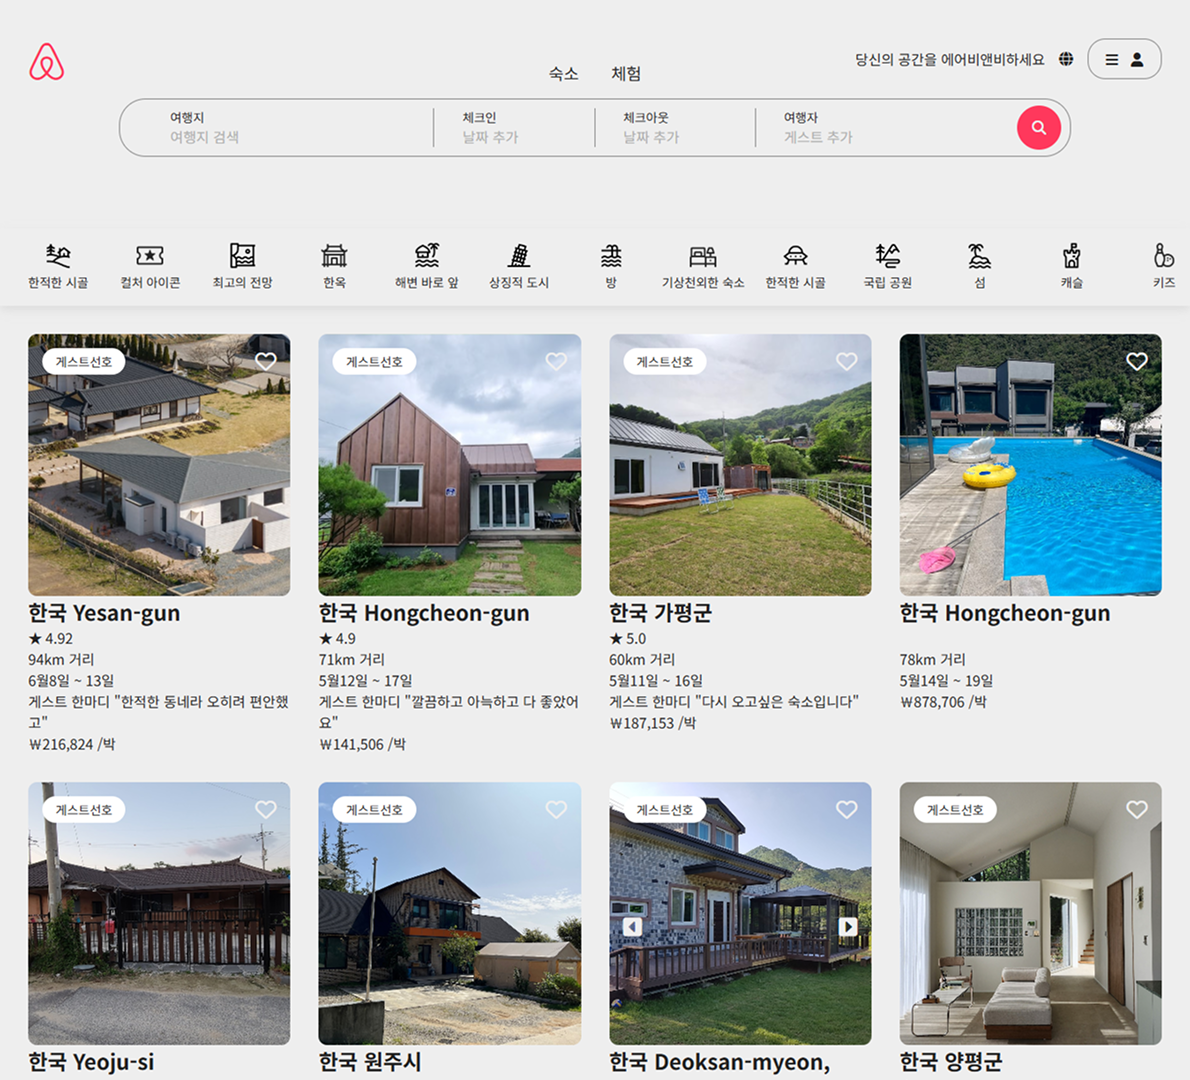 당신의 공간을 에어비앤비하세요
숙소 체험
여행지 체크인 체크아웃 여행자
여행지 검색 날짜 추가 날짜 추가 게스트 추가
한적한 시골 컬처 아이콘 최고의 전망 한옥 해변 바로 앞 상징적 도시 방 기상천외한 숙소 한적한 시골 국립 공원 섬 캐슬 키즈
게스트선호
한국 Yesan-gun
★ 4.92
94km 거리
6월8일 ~ 13일
게스트 한마디 "한적한 동네라 오히려 편안했
고"
₩216,824 /박
게스트선호
한국 Hongcheon-gun
★ 4.9
71km 거리
5월12일 ~ 17일
게스트 한마디 "깔끔하고 아늑하고 다 좋았어
요"
₩141,506 /박
게스트선호
한국 가평군
★ 5.0
60km 거리
5월11일 ~ 16일
게스트 한마디 "다시 오고싶은 숙소입니다"
₩187,153 /박
한국 Hongcheon-gun
78km 거리
5월14일 ~ 19일
₩878,706 /박
게스트선호
한국 Yeoju-si
게스트선호
한국 원주시
게스트선호
한국 Deoksan-myeon,
게스트선호
한국 양평군